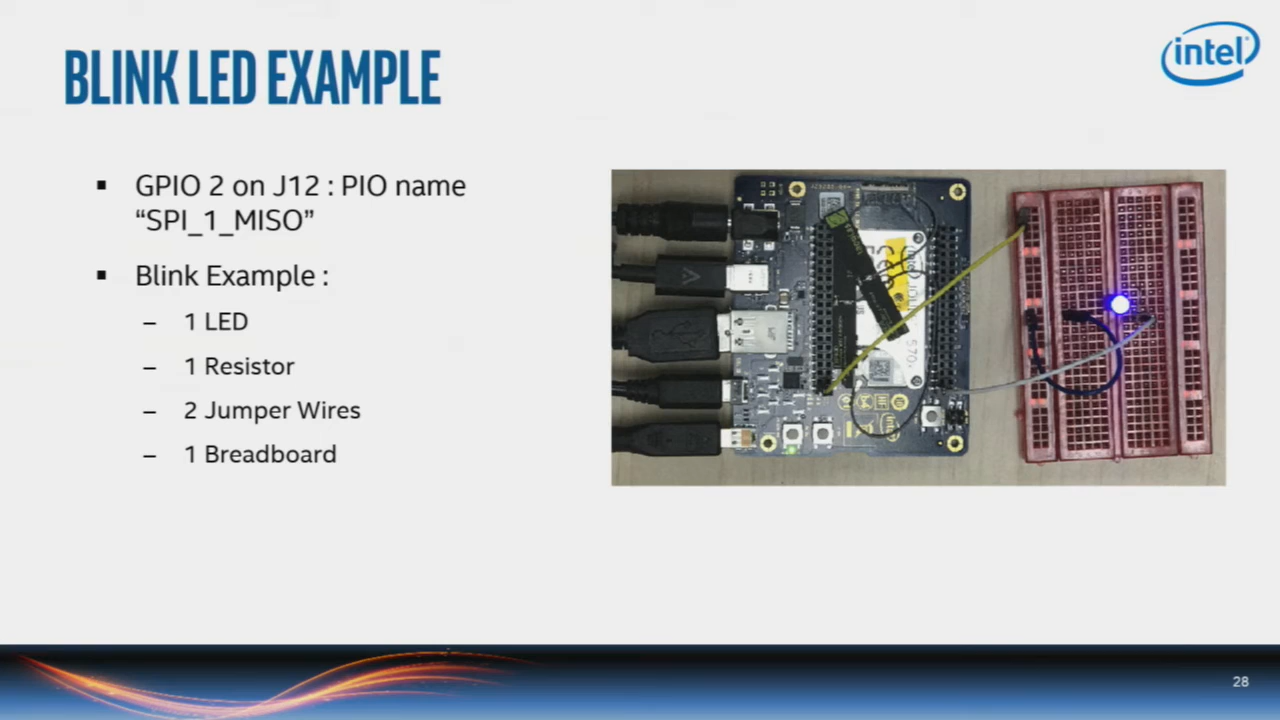 BLINK LED EXAMPLE
intel
GPIO 2 on J12 : PIO name
“SPI_1_MISO”
Blink Example :
– 1 LED
– 1 Resistor
– 2 Jumper Wires
– 1 Breadboard
570
28